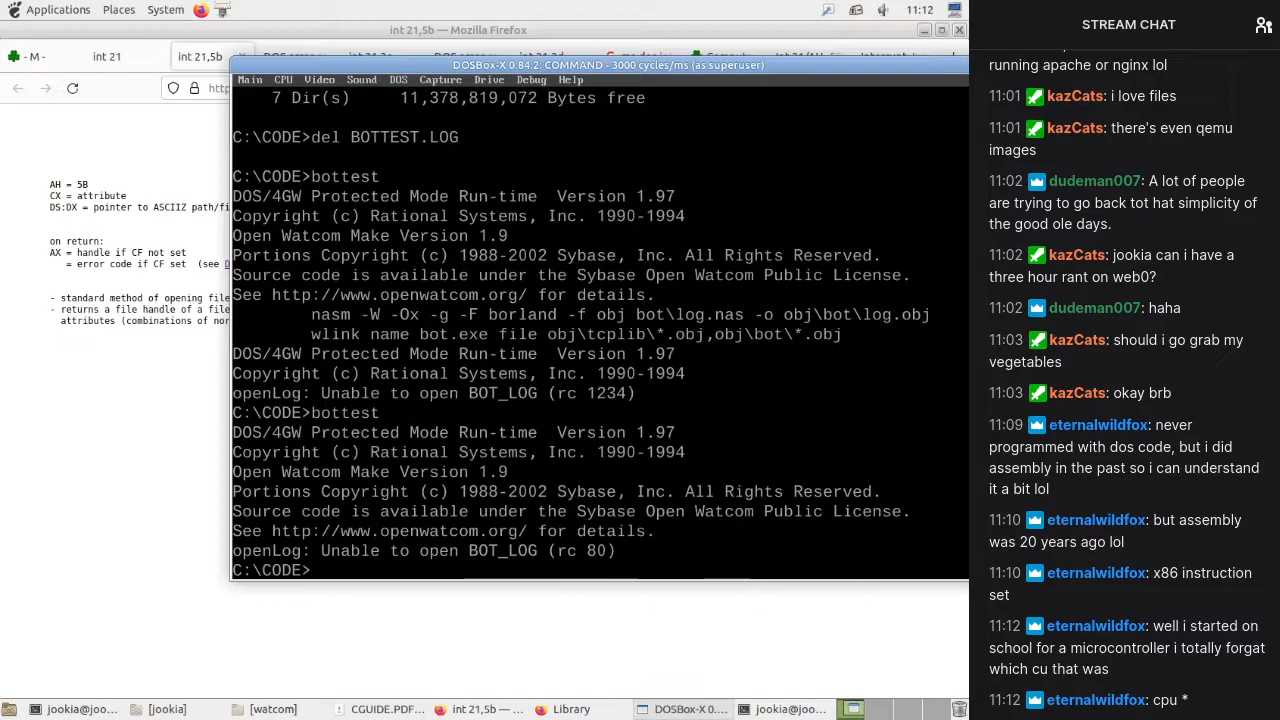 Applications Places System 11:12
int 21,5b — Mozilla Firefox
- M - int 21 int 21,5b
DOSBox-X 0.84.2: COMMAND - 3000 cycles/ms (as superuser)
Main CPU Video Sound DOS Capture Drive Debug Help
7 Dir(s) 11,378,819,072 Bytes free
C:\CODE>del BOTTEST.LOG
C:\CODE>bottest
DOS/4GW Protected Mode Run-time Version 1.97
Copyright (c) Rational Systems, Inc. 1990-1994
Open Watcom Make Version 1.9
Portions Copyright (c) 1988-2002 Sybase, Inc. All Rights Reserved.
Source code is available under the Sybase Open Watcom Public License.
See http://www.openwatcom.org/ for details.
nasm -W -Ox -g -F borland -f obj bot\log.nas -o obj\bot\log.obj
wlink name bot.exe file obj\tcplib\*.obj,obj\bot\*.obj
DOS/4GW Protected Mode Run-time Version 1.97
Copyright (c) Rational Systems, Inc. 1990-1994
openLog: Unable to open BOT_LOG (rc 1234)
C:\CODE>bottest
DOS/4GW Protected Mode Run-time Version 1.97
Copyright (c) Rational Systems, Inc. 1990-1994
Open Watcom Make Version 1.9
Portions Copyright (c) 1988-2002 Sybase, Inc. All Rights Reserved.
Source code is available under the Sybase Open Watcom Public License.
See http://www.openwatcom.org/ for details.
openLog: Unable to open BOT_LOG (rc 80)
C:\CODE>
AH = 5B
CX = attribute
DS:DX = pointer to ASCIIZ path/fi
on return:
AX = handle if CF not set
= error code if CF set (see D
- standard method of opening file
- returns a file handle of a file
attributes (combinations of nor
jookia@joo...
[jookia]
[watcom]
CGUIDE.PDF...
int 21,5b —...
Library
DOSBox-X 0....
jookia@joo...
STREAM CHAT
running apache or nginx lol
11:01 kazCats: i love files
11:01 kazCats: there's even qemu
images
11:02 dudeman007: A lot of people
are trying to go back tot hat simplicity of
the good ole days.
11:02 kazCats: jookia can i have a
three hour rant on web0?
11:02 dudeman007: haha
11:03 kazCats: should i go grab my
vegetables
11:03 kazCats: okay brb
11:09 eternalwildfox: never
programmed with dos code, but i did
assembly in the past so i can understand
it a bit lol
11:10 eternalwildfox: but assembly
was 20 years ago lol
11:10 eternalwildfox: x86 instruction
set
11:12 eternalwildfox: well i started on
school for a microcontroller i totally forgat
which cu that was
11:12 eternalwildfox: cpu *